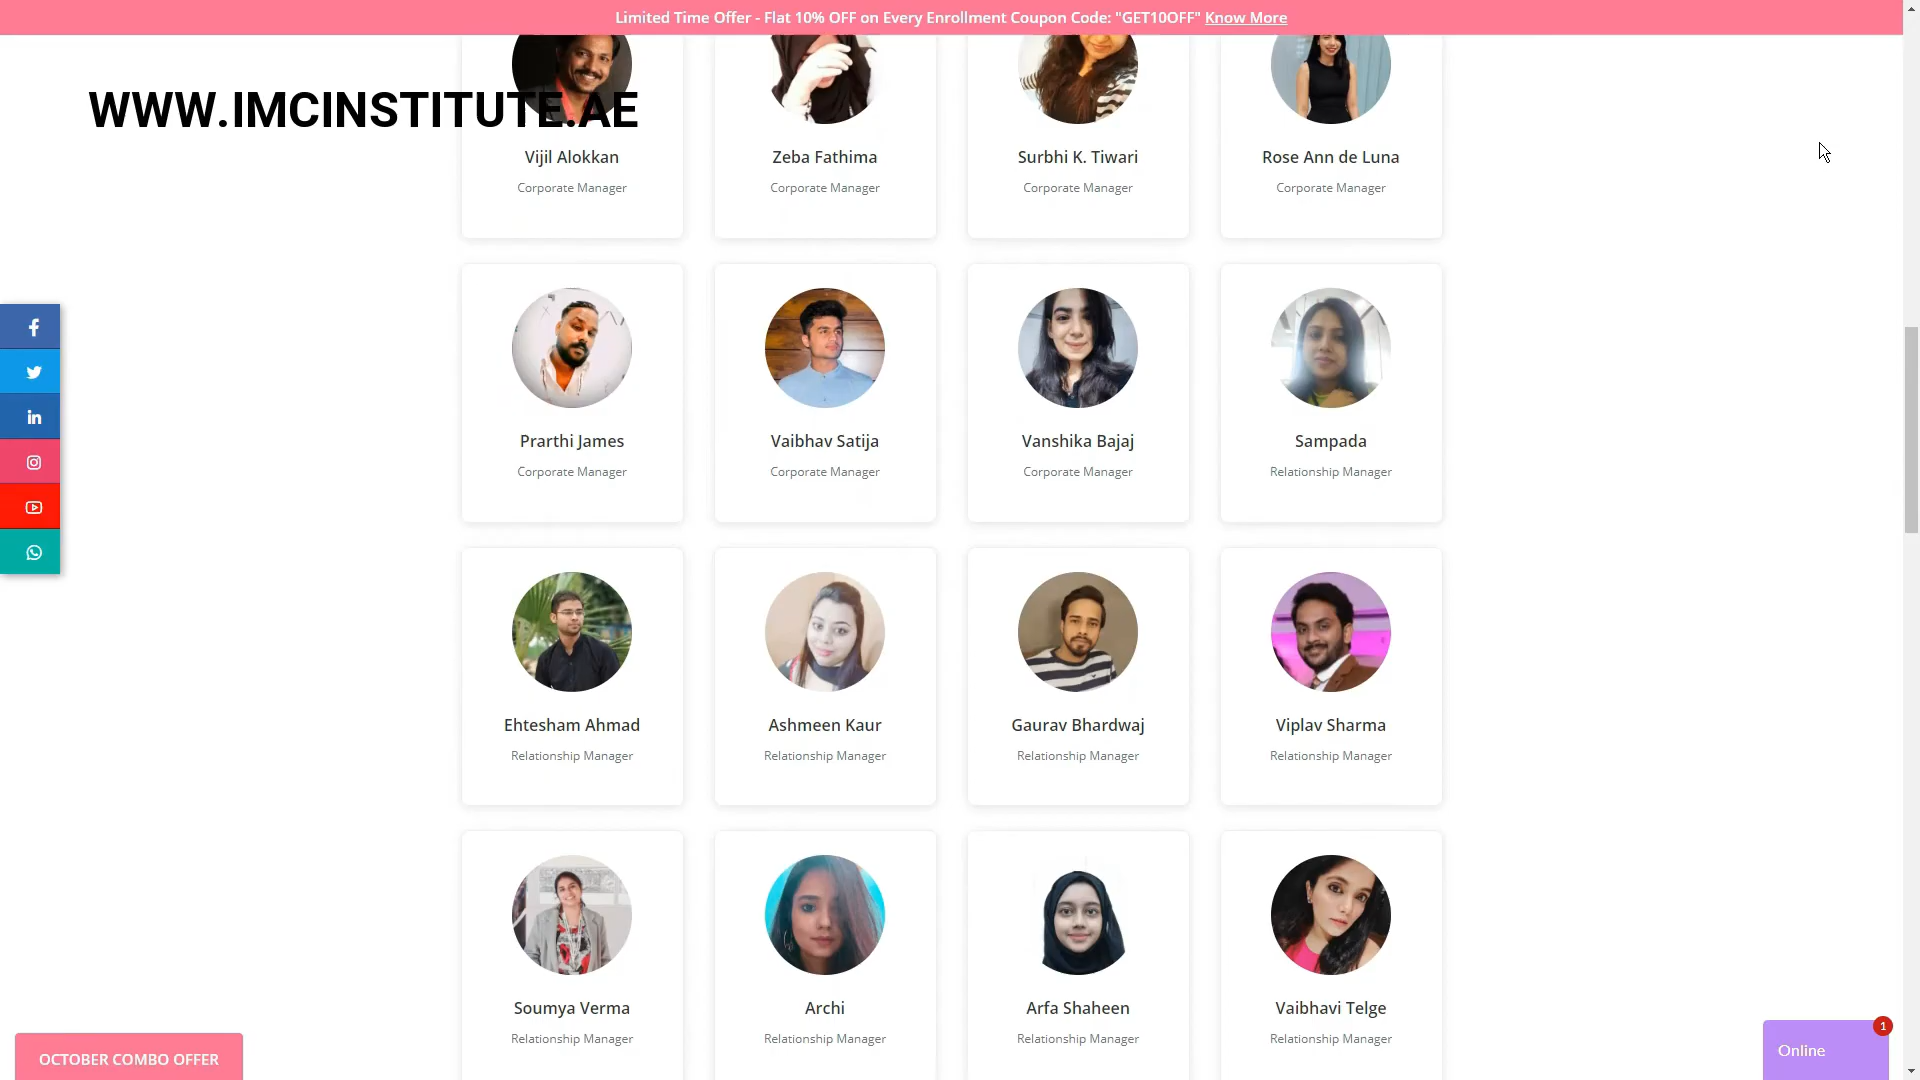 Limited Time Offer - Flat 10% OFF on Every Enrollment Coupon Code: "GET10OFF" Know More
WWW.IMCINSTITUTE.AE
Vijil Alokkan
Corporate Manager
Zeba Fathima
Corporate Manager
Surbhi K. Tiwari
Corporate Manager
Rose Ann de Luna
Corporate Manager
Prarthi James
Corporate Manager
Vaibhav Satija
Corporate Manager
Vanshika Bajaj
Corporate Manager
Sampada
Relationship Manager
Ehtesham Ahmad
Relationship Manager
Ashmeen Kaur
Relationship Manager
Gaurav Bhardwaj
Relationship Manager
Viplav Sharma
Relationship Manager
Soumya Verma
Relationship Manager
Archi
Relationship Manager
Arfa Shaheen
Relationship Manager
Vaibhavi Telge
Relationship Manager
OCTOBER COMBO OFFER
1
Online